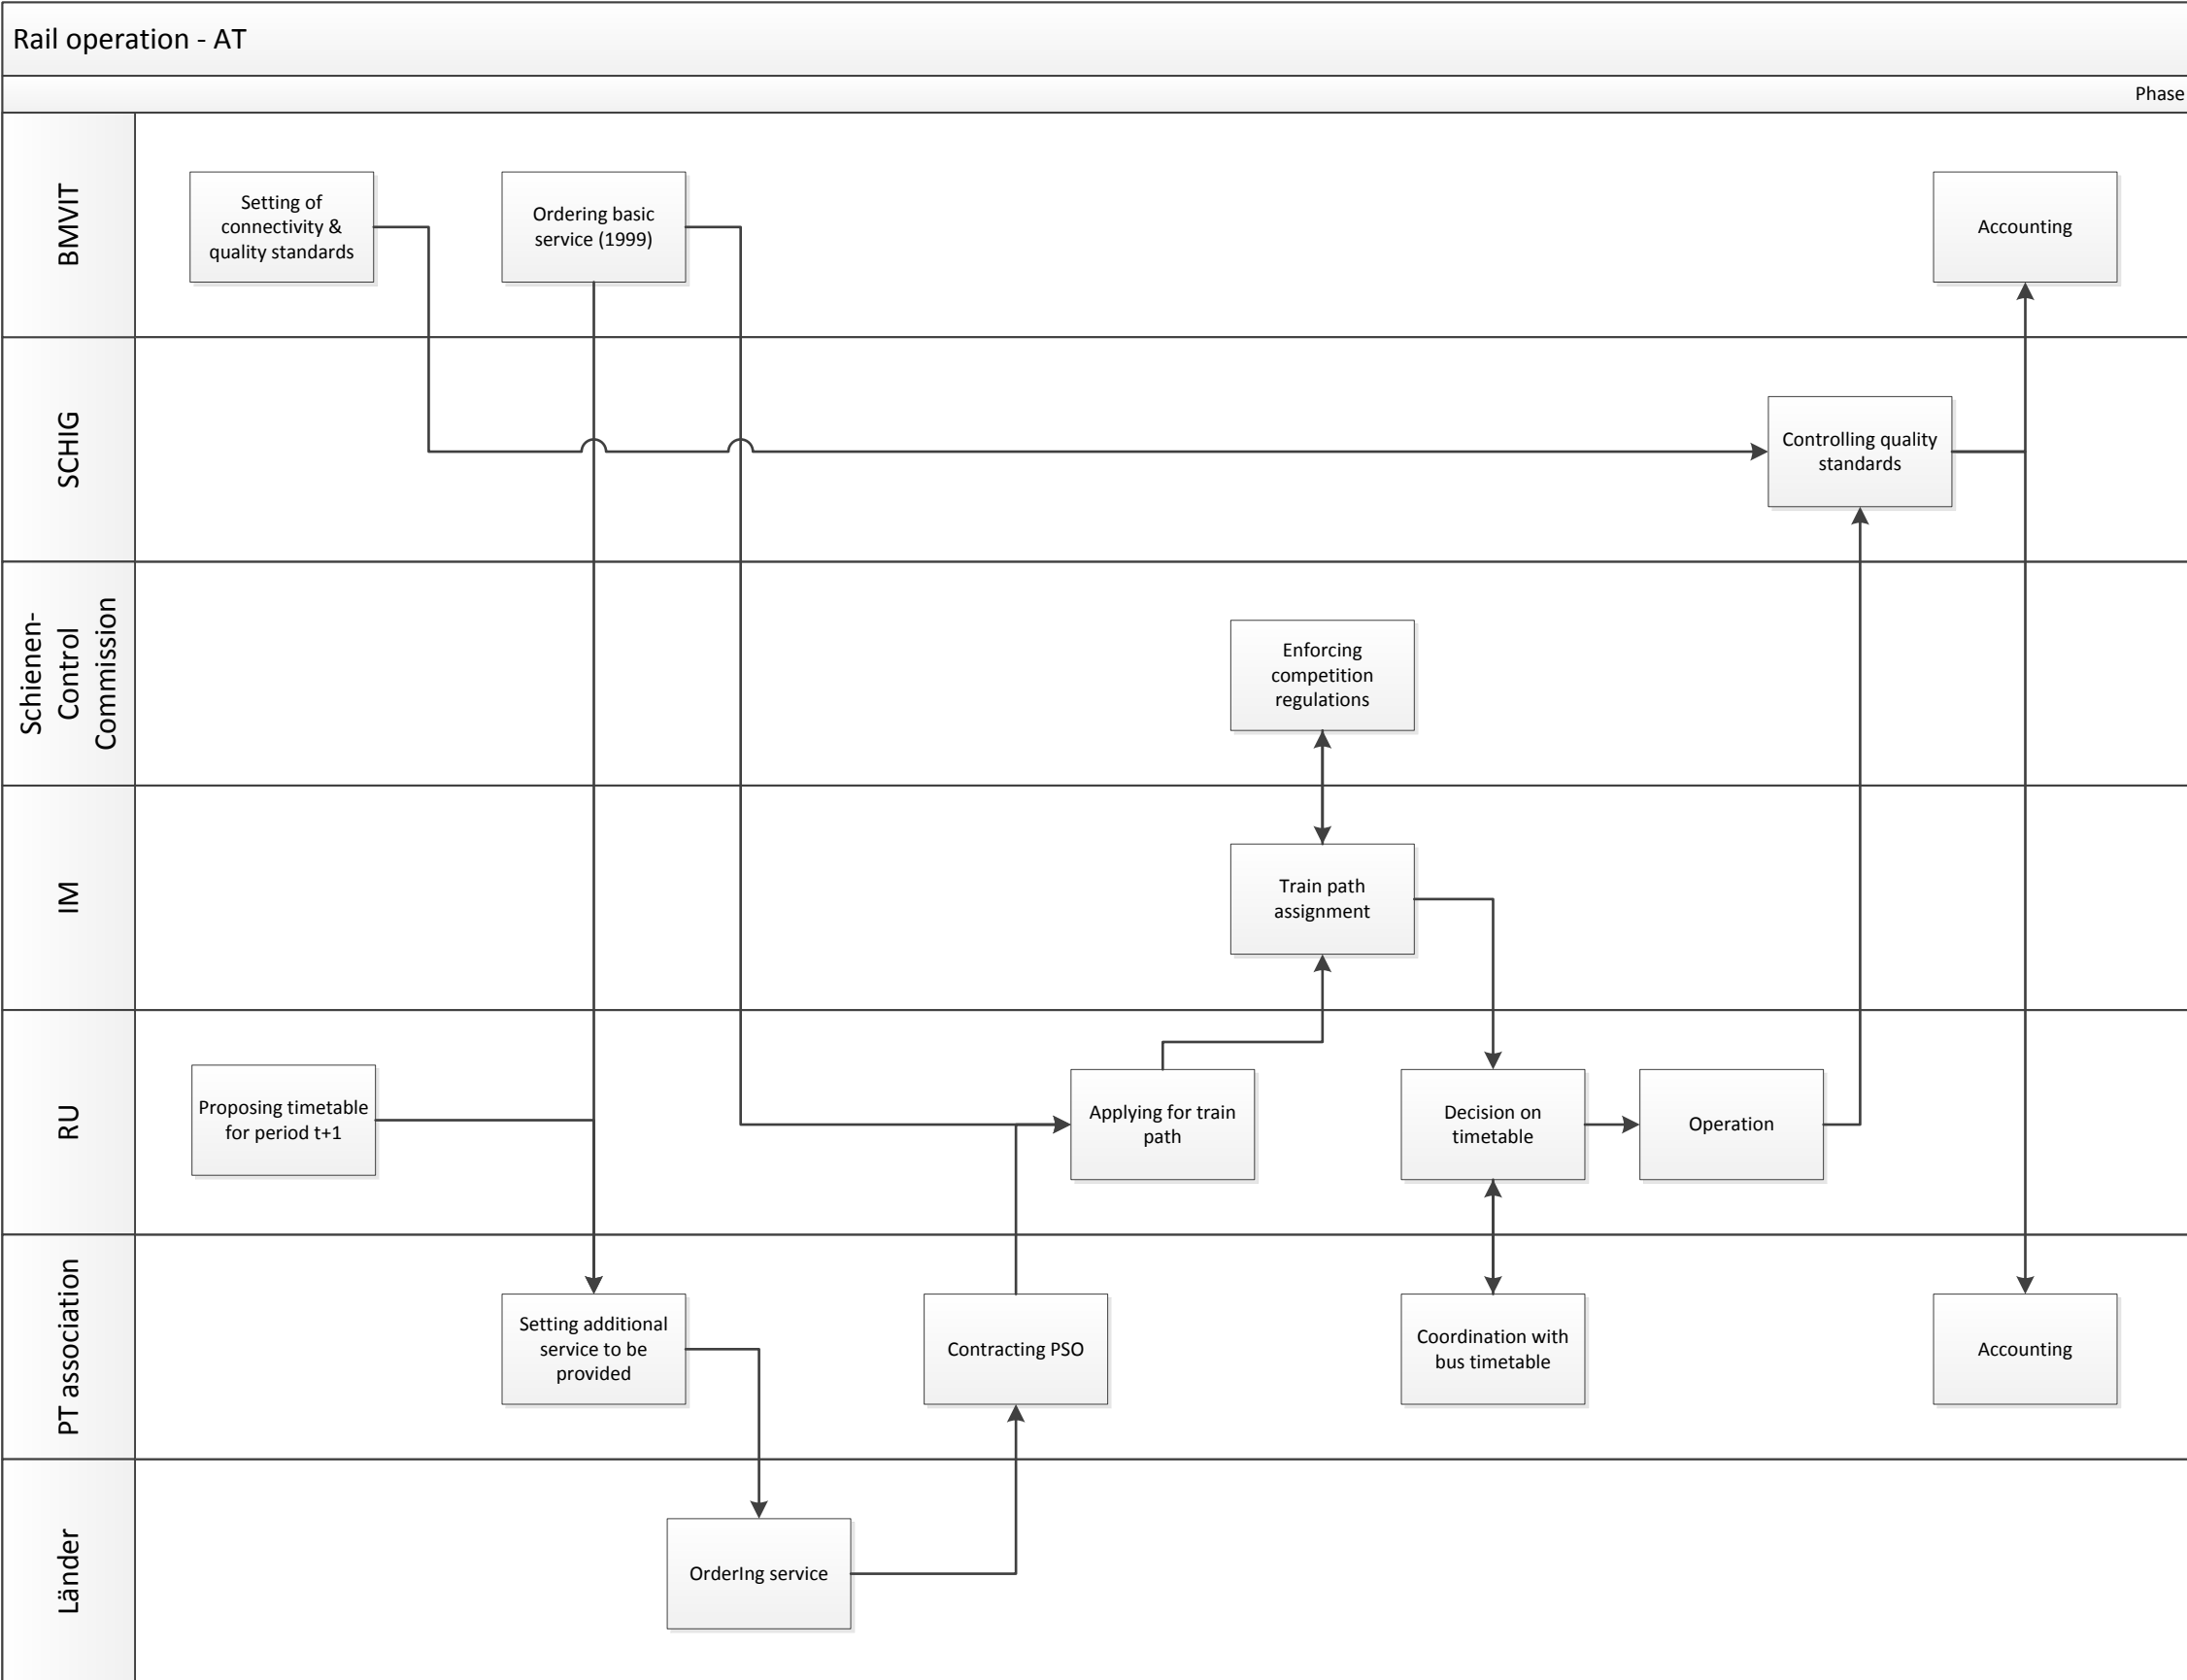 Rail operation - AT
Phase
BMVIT
Setting of
connectivity &
quality standards
Ordering basic
service (1999)
Accounting
SCHIG
Controlling quality
standards
Schienen-
Control
Commission
Enforcing
competition
regulations
IM
Train path
assignment
RU
Proposing timetable
for period t+1
Applying for train
path
Decision on
timetable
Operation
PT association
Setting additional
service to be
provided
Contracting PSO
Coordination with
bus timetable
Accounting
Länder
OrderIng service